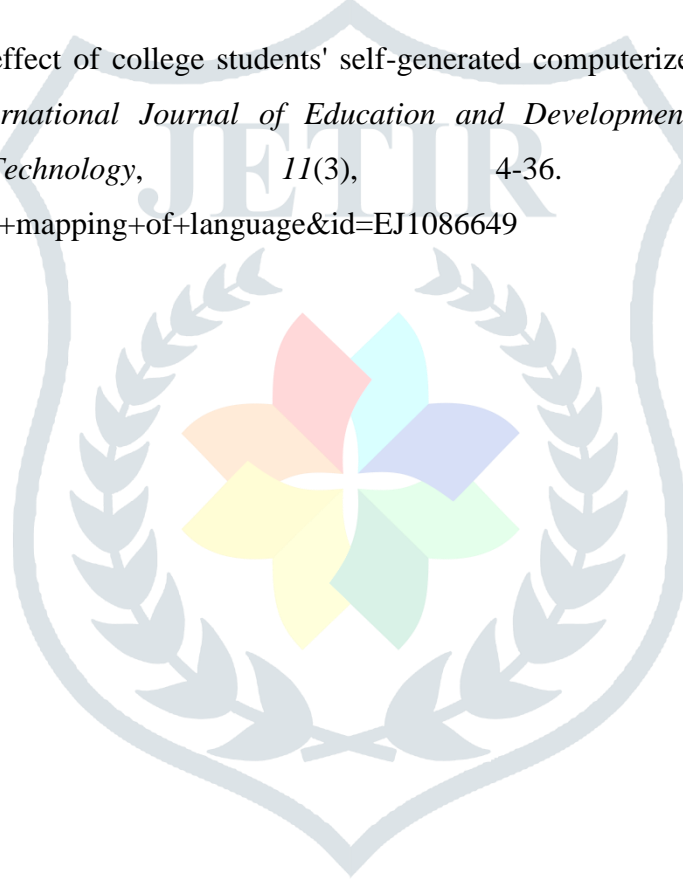 effect of college students' self-generated computerize
rnational Journal of Education and Developmen
Technology, 11(3), 4-36.
+mapping+of+language&id=EJ1086649
JETIR